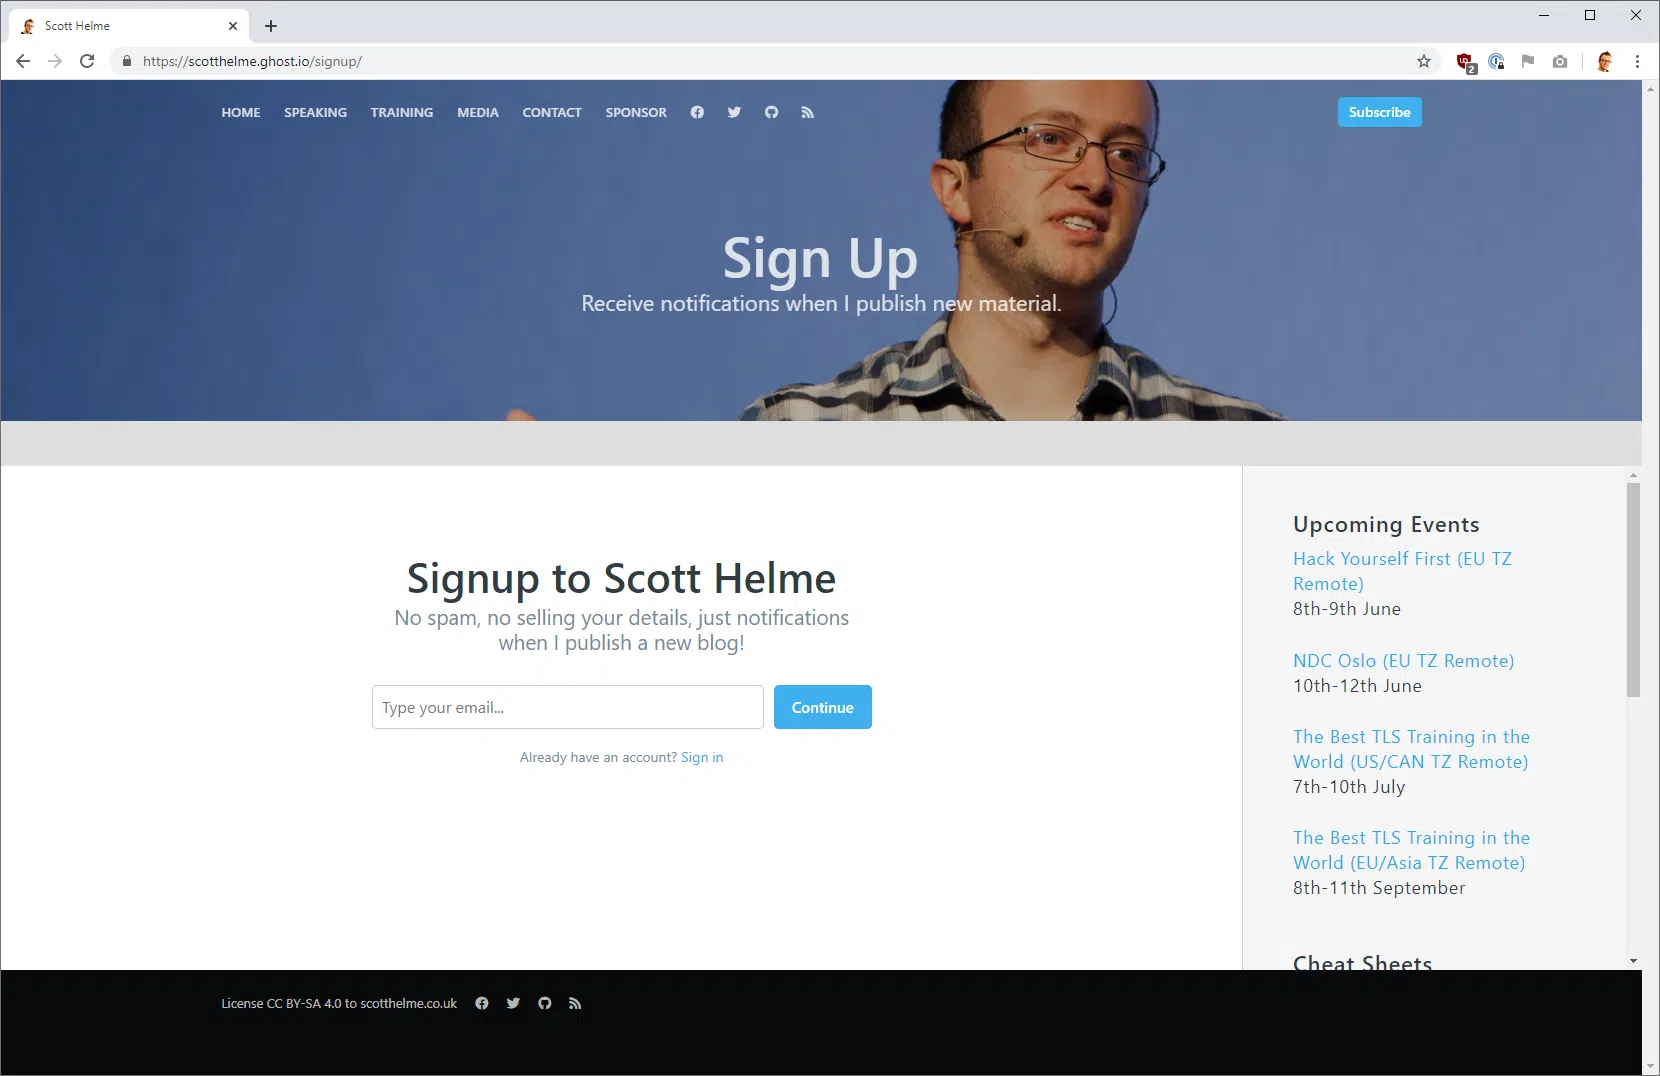 Scott Helme
https://scotthelme.ghost.io/signup/
2
HOME SPEAKING TRAINING MEDIA CONTACT SPONSOR
Subscribe
Sign Up
Receive notifications when I publish new material.
Signup to Scott Helme
No spam, no selling your details, just notifications
when I publish a new blog!
Type your email...
Continue
Already have an account? Sign in
Upcoming Events
Hack Yourself First (EU TZ
Remote)
8th-9th June
NDC Oslo (EU TZ Remote)
10th-12th June
The Best TLS Training in the
World (US/CAN TZ Remote)
7th-10th July
The Best TLS Training in the
World (EU/Asia TZ Remote)
8th-11th September
Cheat Sheets
License CC BY-SA 4.0 to scotthelme.co.uk